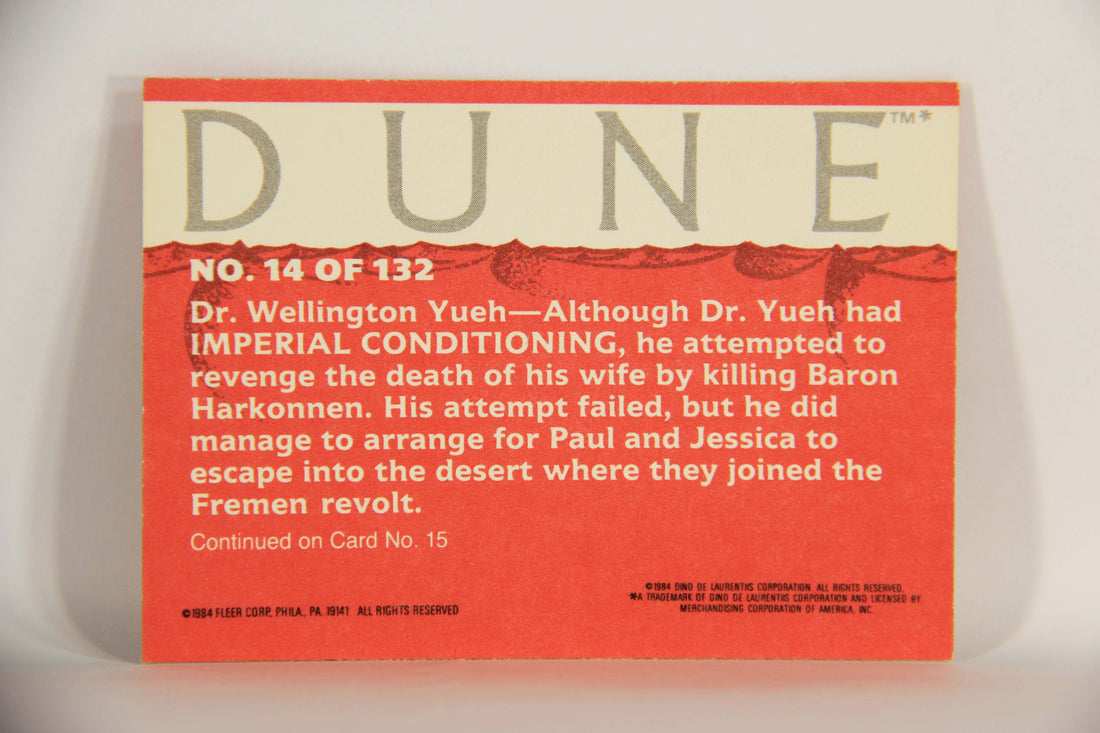 DUNE™*
NO. 14 OF 132
Dr. Wellington Yueh—Although Dr. Yueh had
IMPERIAL CONDITIONING, he attempted to
revenge the death of his wife by killing Baron
Harkonnen. His attempt failed, but he did
manage to arrange for Paul and Jessica to
escape into the desert where they joined the
Fremen revolt.
Continued on Card No. 15
©1984 FLEER CORP. PHILA., PA. 19141 ALL RIGHTS RESERVED
©1984 DINO DE LAURENTIIS CORPORATION. ALL RIGHTS RESERVED.
*A TRADEMARK OF DINO DE LAURENTIIS CORPORATION AND LICENSED BY
MERCHANDISING CORPORATION OF AMERICA, INC.